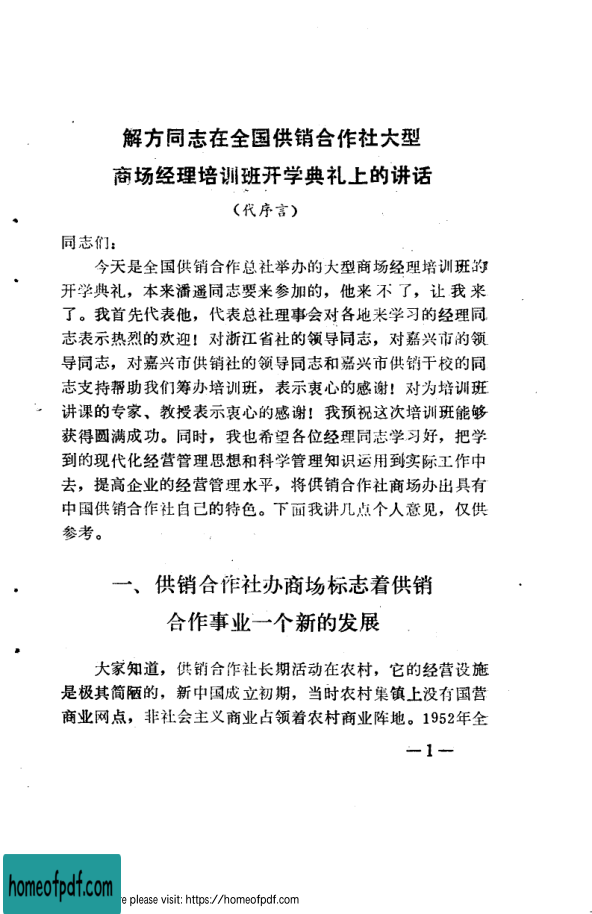 解方同志在全国供销合作社大型
商场经理培训班开学典礼上的讲话
(代序言)
同志们:
今天是全国供销合作总社举办的大型商场经理培训班的
开学典礼，本来潘遥同志要来参加的，他来不了，让我来
了。我首先代表他，代表总社理事会对各地来学习的经理同
志表示热烈的欢迎！对浙江省社的领导同志，对嘉兴市的领
导同志，对嘉兴市供销社的领导同志和嘉兴市供销干校的同
志支持帮助我们筹办培训班，表示衷心的感谢！对为培训班
讲课的专家、教授表示衷心的感谢！我预祝这次培训班能够
获得圆满成功。同时，我也希望各位经理同志学习好，把学
到的现代化经营管理思想和科学管理知识运用到实际工作中
去，提高企业的经营管理水平，将供销合作社商场办出具有
中国供销合作社自己的特色。下面我讲几点个人意见，仅供
参考。
一、供销合作社办商场标志着供销
合作事业一个新的发展
大家知道，供销合作社长期活动在农村，它的经营设施
是极其简陋的，新中国成立初期，当时农村集镇上没有国营
商业网点，非社会主义商业占领着农村商业阵地。1952年全
—1—
homeofpdf.com
re please visit: https://homeofpdf.com